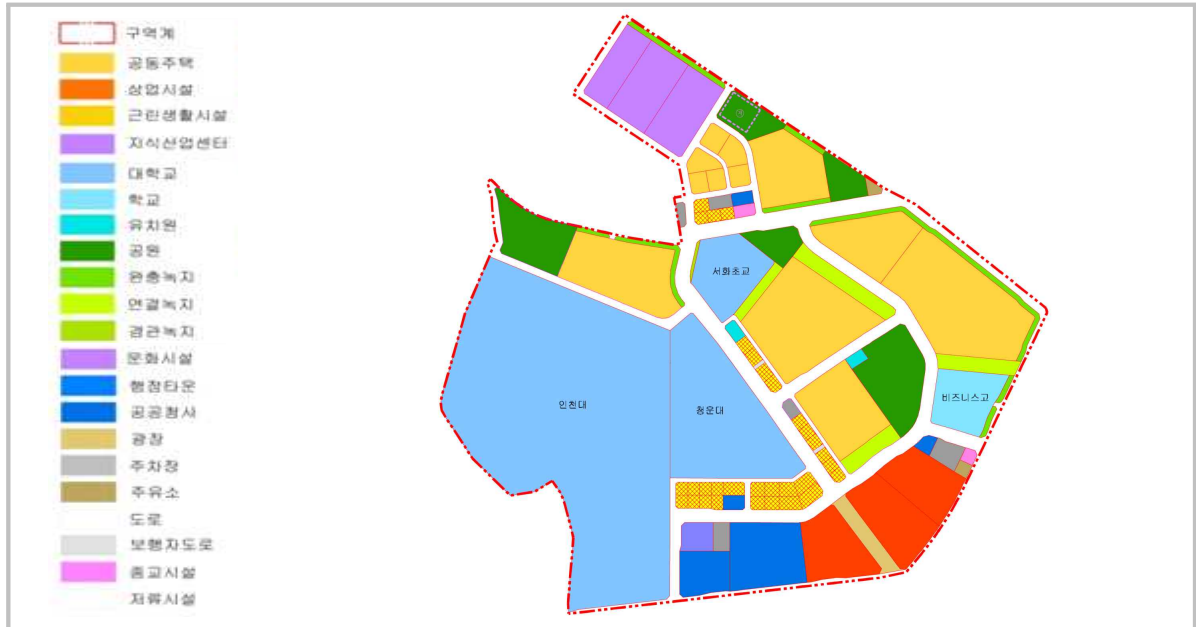 구역계
공동주택
상업시설
근린생활시설
지식산업센터
대학교
학교
유치원
공원
완충녹지
연결녹지
경관녹지
문화시설
행정타운
공공청사
광장
주차장
주유소
도로
보행자도로
종교시설
저류시설
서화초교
인천대
청운대
비즈니스고